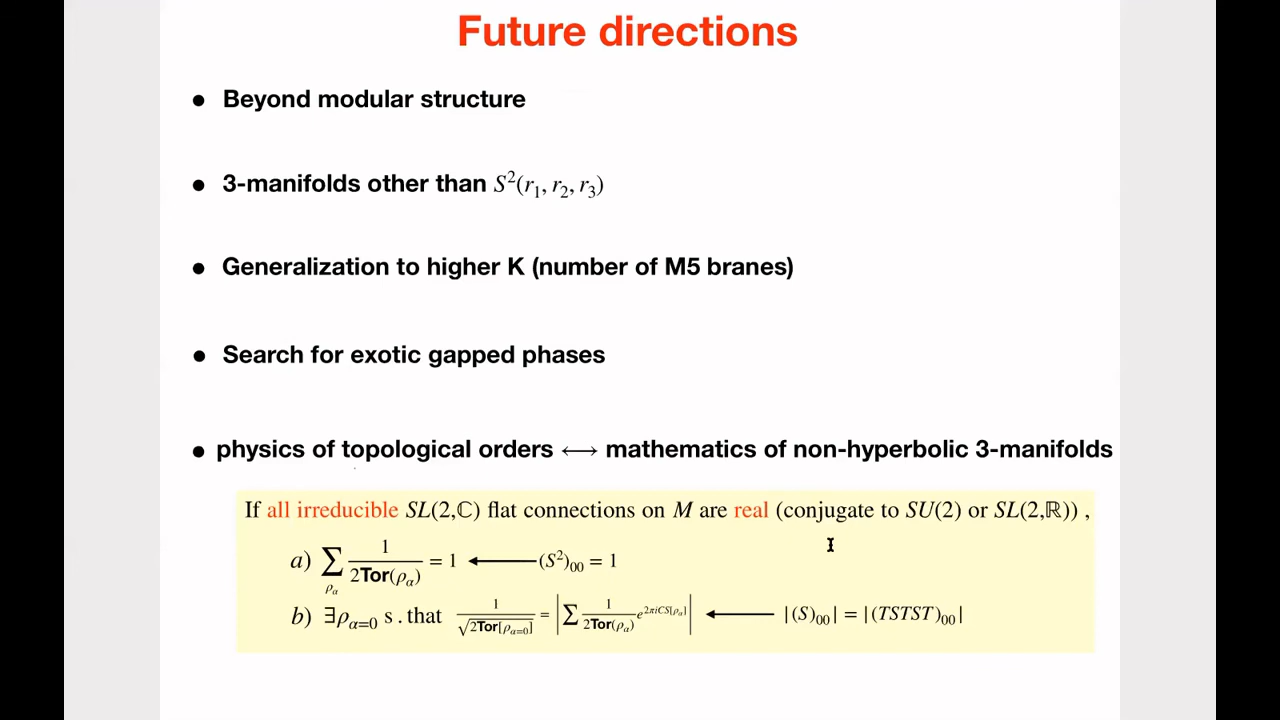 Future directions
● Beyond modular structure
● 3-manifolds other than $S^2(r_1, r_2, r_3)$
● Generalization to higher K (number of M5 branes)
● Search for exotic gapped phases
● physics of topological orders ⟷ mathematics of non-hyperbolic 3-manifolds
If all irreducible $SL(2,\mathbb{C})$ flat connections on $M$ are real (conjugate to $SU(2)$ or $SL(2,\mathbb{R})$) ,
$a) \sum_{\rho_\alpha} \frac{1}{2\mathbf{Tor}(\rho_\alpha)} = 1 \longleftarrow (S^2)_{00} = 1$
$b)\ \exists \rho_{\alpha=0}$ s . that $\frac{1}{\sqrt{2\mathbf{Tor}[\rho_{\alpha=0}]}} = \left| \sum \frac{1}{2\mathbf{Tor}(\rho_\alpha)} e^{2\pi i CS[\rho_\alpha]} \right| \longleftarrow |(S)_{00}| = |(TSTST)_{00}|$